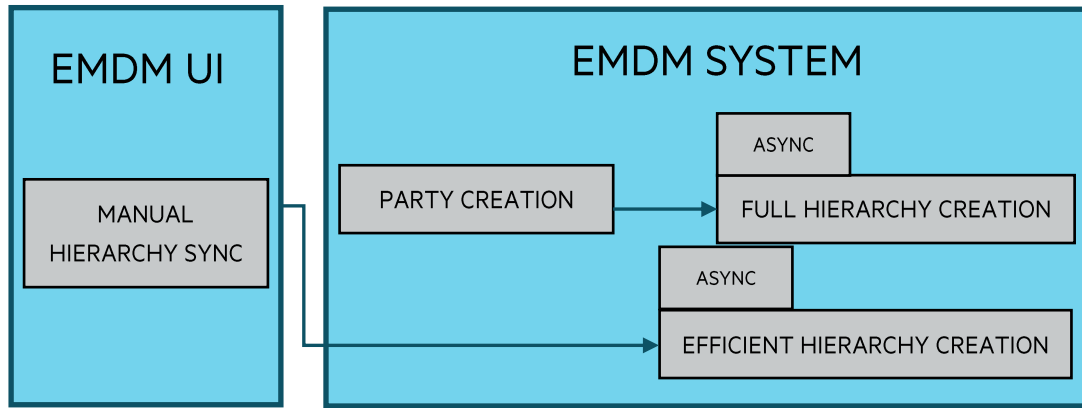 EMDM UI
MANUAL
HIERARCHY SYNC
EMDM SYSTEM
PARTY CREATION
ASYNC
FULL HIERARCHY CREATION
ASYNC
EFFICIENT HIERARCHY CREATION